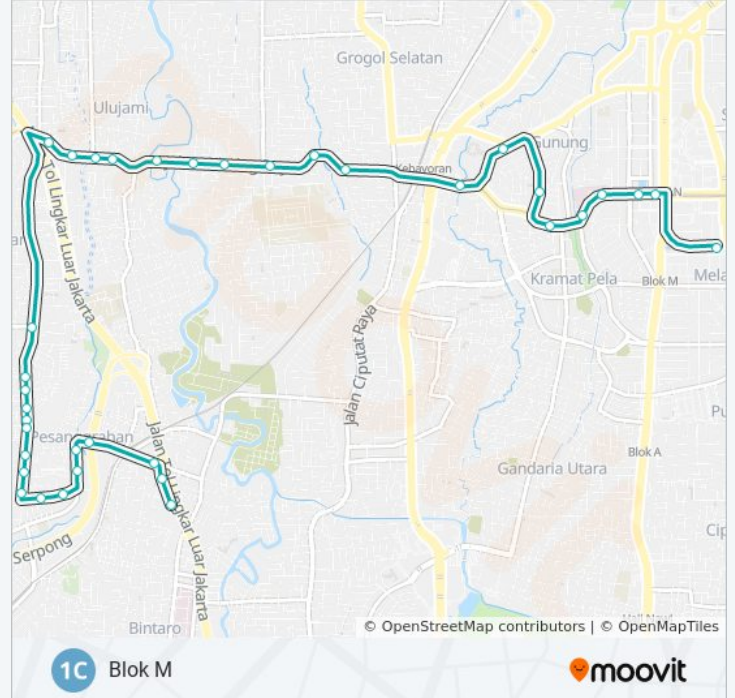 Grogol Selatan
Ulujami
Gunung
Kebayoran
Tol Lingkar Luar Jakarta
Kramat Pela
Blok M
Mela
Jalan Ciputat Raya
Pesanggrahan
Pu
Jalan Tol Lingkar Luar Jakarta
Blok A
Gandaria Utara
Serpong
Cip
Bintaro
© OpenStreetMap contributors | © OpenMapTiles
1C Blok M
moovit